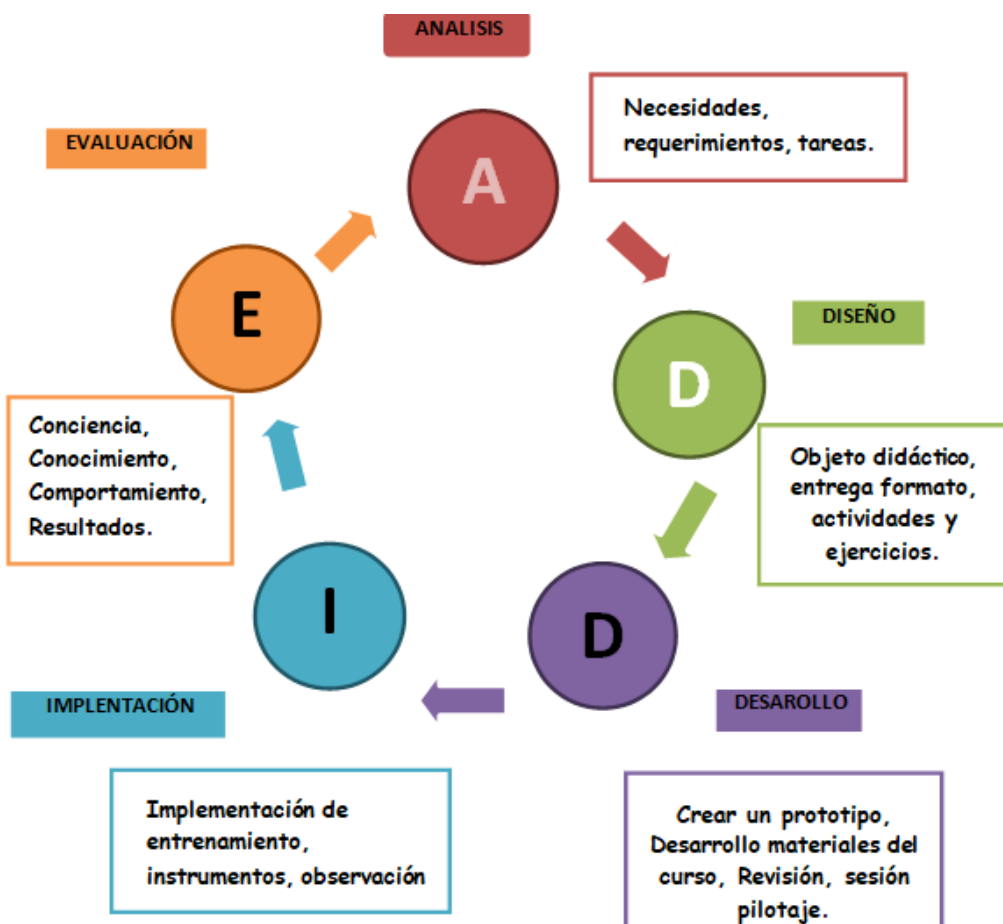 ANALISIS
A
Necesidades,
requerimientos, tareas.
DISEÑO
D
Objeto didáctico,
entrega formato,
actividades y
ejercicios.
DESAROLLO
D
Crear un prototipo,
Desarrollo materiales del
curso, Revisión, sesión
pilotaje.
IMPLENTACIÓN
I
Implementación de
entrenamiento,
instrumentos, observación
EVALUACIÓN
E
Conciencia,
Conocimiento,
Comportamiento,
Resultados.